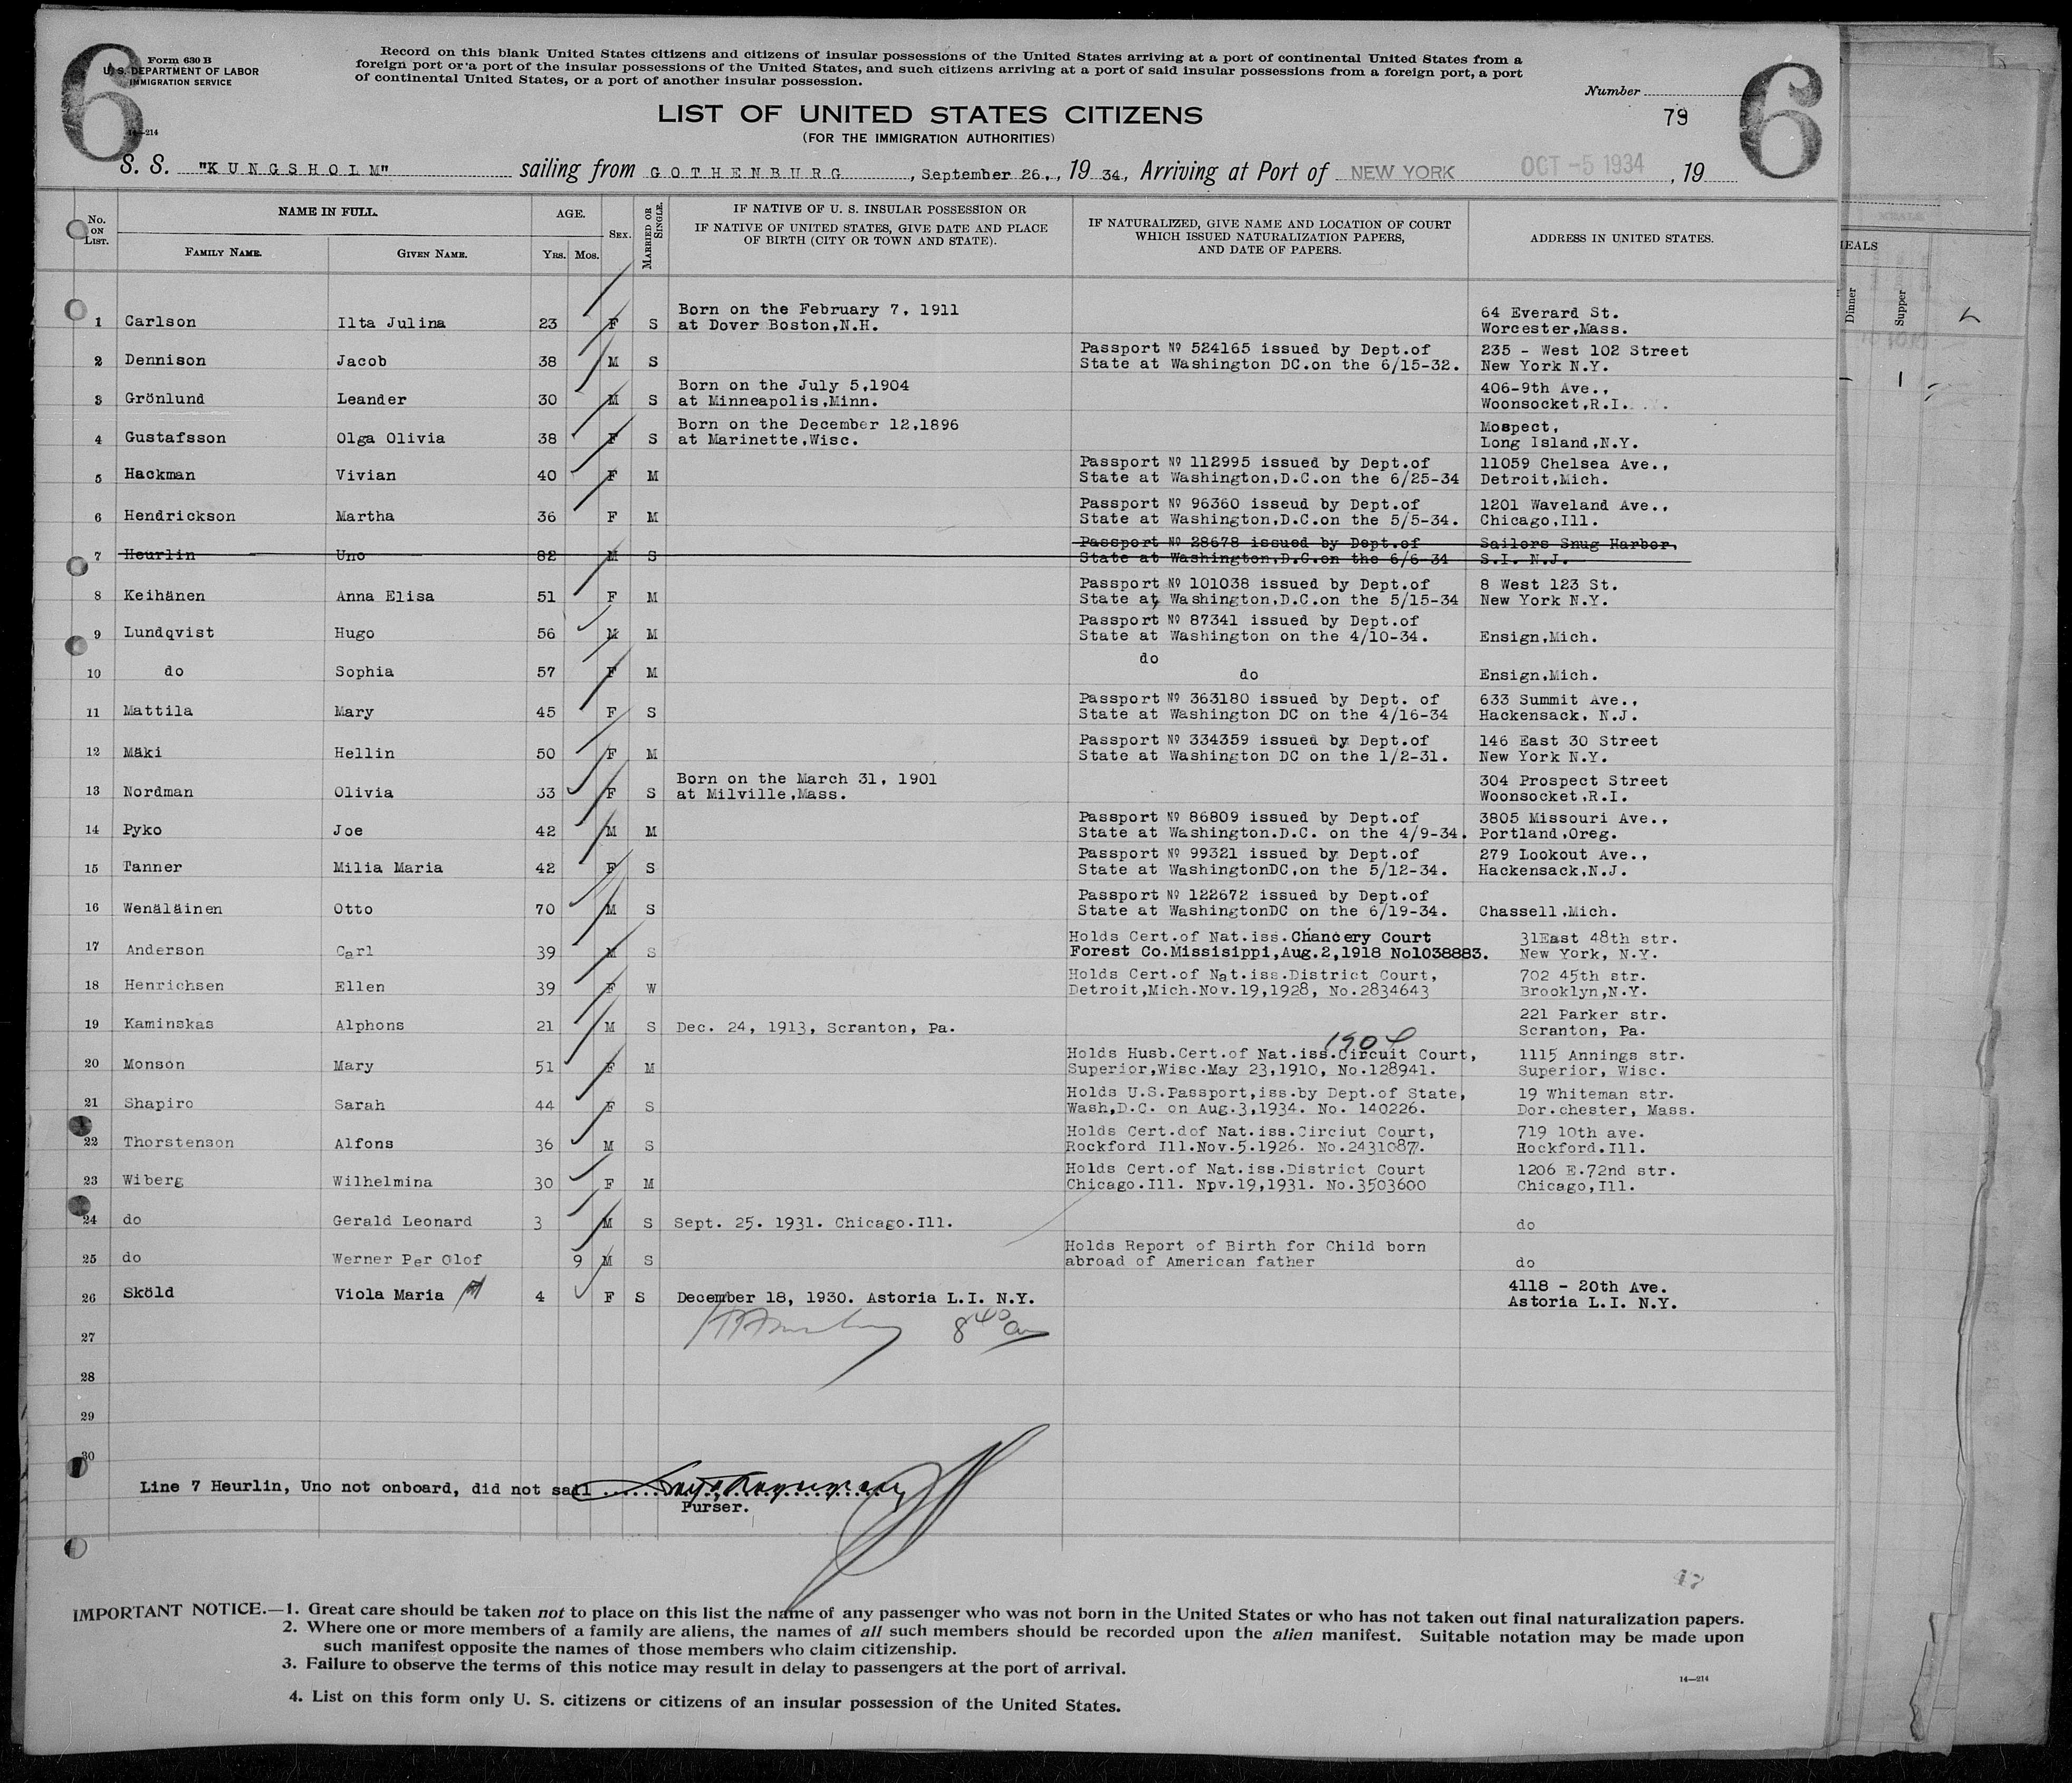 6
Form 630 B
U. S. DEPARTMENT OF LABOR
IMMIGRATION SERVICE
14—214
Record on this blank United States citizens and citizens of insular possessions of the United States arriving at a port of continental United States from a
foreign port or a port of the insular possessions of the United States, and such citizens arriving at a port of said insular possessions from a foreign port, a port
of continental United States, or a port of another insular possession.
Number
6
LIST OF UNITED STATES CITIZENS
79
(FOR THE IMMIGRATION AUTHORITIES)
S. S. "KUNGSHOLM" sailing from GOTHENBURG, September 26., 19 34, Arriving at Port of NEW YORK OCT -5 1934, 19
No. ON LIST.
NAME IN FULL.
FAMILY NAME.
GIVEN NAME.
AGE.
YRS. MOS.
SEX.
MARRIED OR SINGLE.
IF NATIVE OF U. S. INSULAR POSSESSION OR
IF NATIVE OF UNITED STATES, GIVE DATE AND PLACE
OF BIRTH (CITY OR TOWN AND STATE).
IF NATURALIZED, GIVE NAME AND LOCATION OF COURT
WHICH ISSUED NATURALIZATION PAPERS,
AND DATE OF PAPERS.
ADDRESS IN UNITED STATES.
EALS
Dinner
Supper
Born on the February 7, 1911 64 Everard St.
1 Carlson Ilta Julina 23 F S at Dover Boston,N.H. Worcester,Mass.
Passport Nº 524165 issued by Dept.of 235 - West 102 Street
2 Dennison Jacob 38 M S State at Washington DC.on the 6/15-32. New York N.Y.
Born on the July 5,1904 406-9th Ave.,
3 Grönlund Leander 30 M S at Minneapolis,Minn. Woonsocket,R.I.
Born on the December 12,1896 Mospect,
4 Gustafsson Olga Olivia 38 F S at Marinette,Wisc. Long Island,N.Y.
Passport Nº 112995 issued by Dept.of 11059 Chelsea Ave.,
5 Hackman Vivian 40 F M State at Washington,D.C.on the 6/25-34 Detroit,Mich.
Passport Nº 96360 isseud by Dept.of 1201 Waveland Ave.,
6 Hendrickson Martha 36 F M State at Washington,D.C.on the 5/5-34. Chicago,Ill.
Passport Nº 28678 issued by Dept.of Sailors Snug Harbor,
7 Heurlin Uno 82 M S State at Washington,D.C.on the 6/6-34 S.I. N.J.
Passport Nº 101038 issued by Dept.of 8 West 123 St.
8 Keihänen Anna Elisa 51 F M State at, Washington,D.C.on the 5/15-34 New York N.Y.
Passport Nº 87341 issued by Dept.of
9 Lundqvist Hugo 56 M M State at Washington on the 4/10-34. Ensign,Mich.
do
10 do Sophia 57 F M do Ensign,Mich.
Passport Nº 363180 issued by Dept. of 633 Summit Ave.,
11 Mattila Mary 45 F S State at Washington DC on the 4/16-34 Hackensack, N.J.
Passport Nº 334359 issued by Dept.of 146 East 30 Street
12 Mäki Hellin 50 F M State at Washington DC on the 1/2-31. New York N.Y.
Born on the March 31, 1901 304 Prospect Street
13 Nordman Olivia 33 F S at Milville,Mass. Woonsocket,R.I.
Passport Nº 86809 issued by Dept.of 3805 Missouri Ave.,
14 Pyko Joe 42 M M State at Washington.D.C. on the 4/9-34. Portland,Oreg.
Passport Nº 99321 issued by Dept.of 279 Lookout Ave.,
15 Tanner Milia Maria 42 F S State at WashingtonDC,on the 5/12-34. Hackensack,N.J.
Passport Nº 122672 issued by Dept.of
16 Wenäläinen Otto 70 M S State at WashingtonDC on the 6/19-34. Chassell,Mich.
Holds Cert.of Nat.iss.Chancery Court 31East 48th str.
17 Anderson Carl 39 M S Forest Co.Missisippi,Aug.2,1918 No1038883. New York, N.Y.
Holds Cert.of Nat.iss.District Court, 702 45th str.
18 Henrichsen Ellen 39 F W Detroit,Mich.Nov.19,1928, No.2834643 Brooklyn,N.Y.
221 Parker str.
19 Kaminskas Alphons 21 M S Dec. 24, 1913, Scranton, Pa. Scranton, Pa.
1904
Holds Husb.Cert.of Nat.iss.Circuit Court, 1115 Annings str.
20 Monson Mary 51 F M Superior,Wisc.May 23,1910, No.128941. Superior, Wisc.
Holds U.S.Passport,iss.by Dept.of State, 19 Whiteman str.
21 Shapiro Sarah 44 F S Wash,D.C. on Aug.3,1934. No. 140226. Dor.chester, Mass.
Holds Cert.dof Nat.iss.Circiut Court, 719 10th ave.
22 Thorstenson Alfons 36 M S Rockford Ill.Nov.5.1926. No.2431087. Rockford.Ill.
Holds Cert.of Nat.iss.District Court 1206 E.72nd str.
23 Wiberg Wilhelmina 30 F M Chicago.Ill. Npv.19,1931. No.3503600 Chicago,Ill.
24 do Gerald Leonard 3 M S Sept. 25. 1931. Chicago.Ill. do
Holds Report of Birth for Child born
25 do Werner Per Olof 9 M S abroad of American father do
4118 - 20th Ave.
26 Sköld Viola Maria 4 F S December 18, 1930. Astoria L.I. N.Y. Astoria L.I. N.Y.
27 8 40 am
28
29
30
Line 7 Heurlin, Uno not onboard, did not sail
Purser.
17
IMPORTANT NOTICE.—1. Great care should be taken not to place on this list the name of any passenger who was not born in the United States or who has not taken out final naturalization papers.
2. Where one or more members of a family are aliens, the names of all such members should be recorded upon the alien manifest. Suitable notation may be made upon
such manifest opposite the names of those members who claim citizenship.
3. Failure to observe the terms of this notice may result in delay to passengers at the port of arrival.
14—214
4. List on this form only U. S. citizens or citizens of an insular possession of the United States.